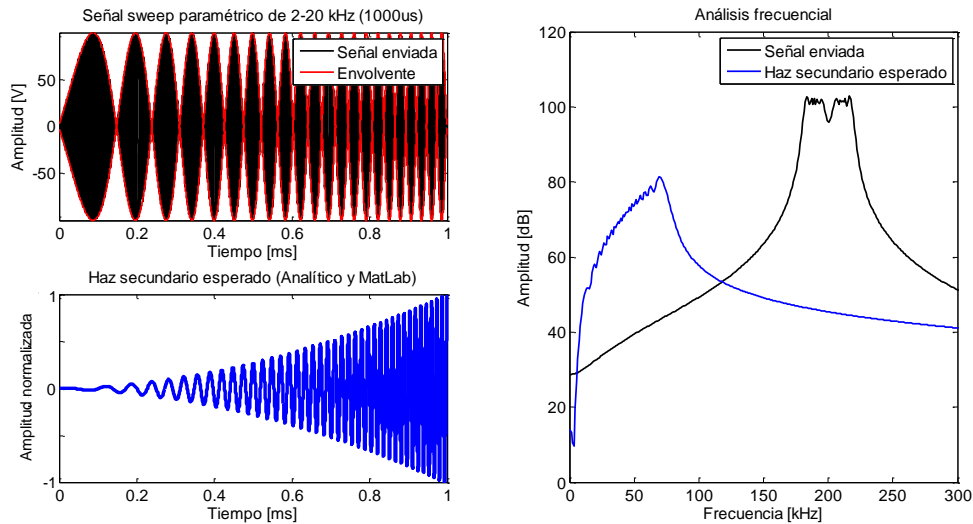 Señal sweep paramétrico de 2-20 kHz (1000us)
Amplitud [V]
50
0
-50
Señal enviada
Envolvente
0 0.2 0.4 0.6 0.8 1
Tiempo [ms]
Haz secundario esperado (Analítico y MatLab)
Amplitud normalizada
1
0
-1
0 0.2 0.4 0.6 0.8 1
Tiempo [ms]
Análisis frecuencial
Amplitud [dB]
120
100
80
60
40
20
0
Señal enviada
Haz secundario esperado
0 50 100 150 200 250 300
Frecuencia [kHz]